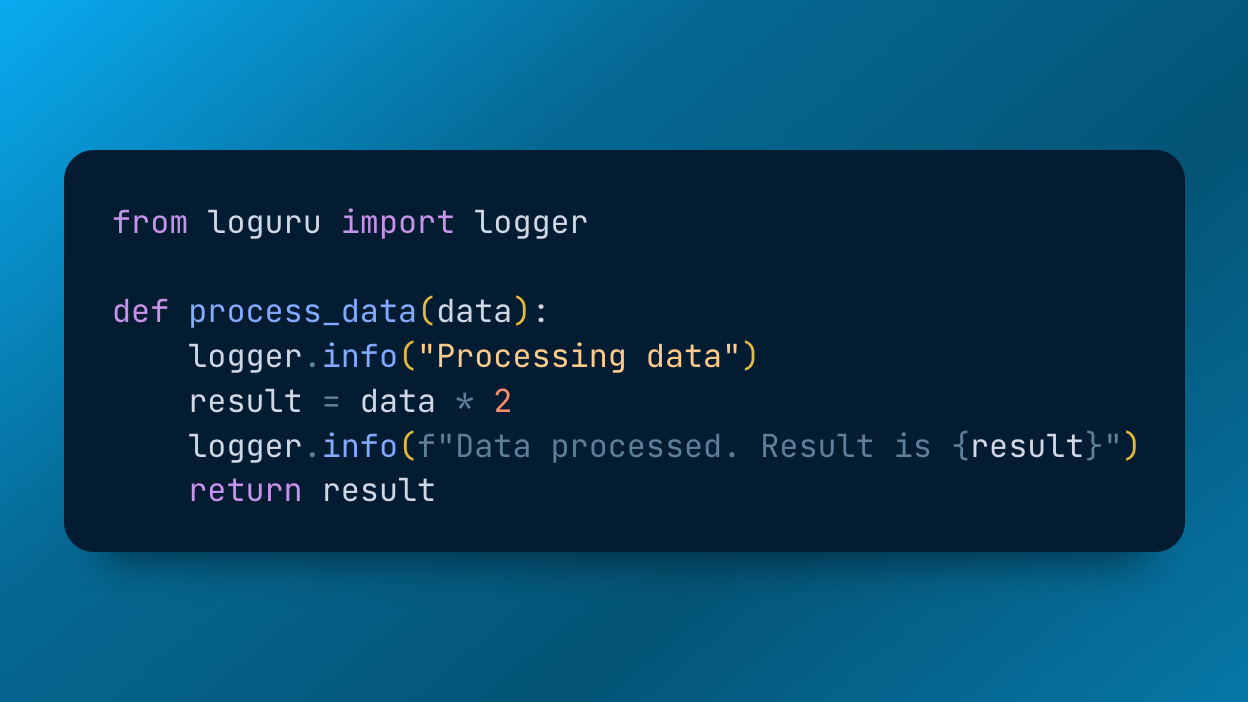 from loguru import logger

def process_data(data):
    logger.info("Processing data")
    result = data * 2
    logger.info(f"Data processed. Result is {result}")
    return result